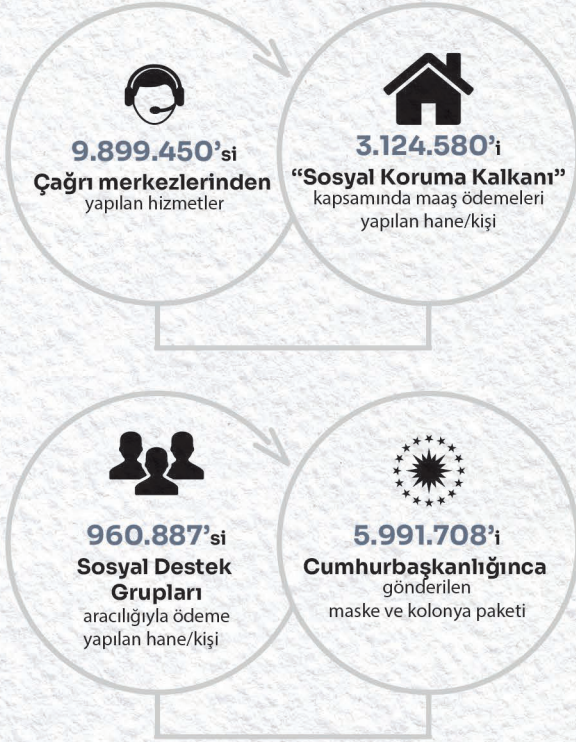 9.899.450’si
Çağrı merkezlerinden
yapılan hizmetler
3.124.580’i
“Sosyal Koruma Kalkanı”
kapsamında maaş ödemeleri
yapılan hane/kişi
960.887’si
Sosyal Destek
Grupları
aracılığıyla ödeme
yapılan hane/kişi
5.991.708’i
Cumhurbaşkanlığınca
gönderilen
maske ve kolonya paketi